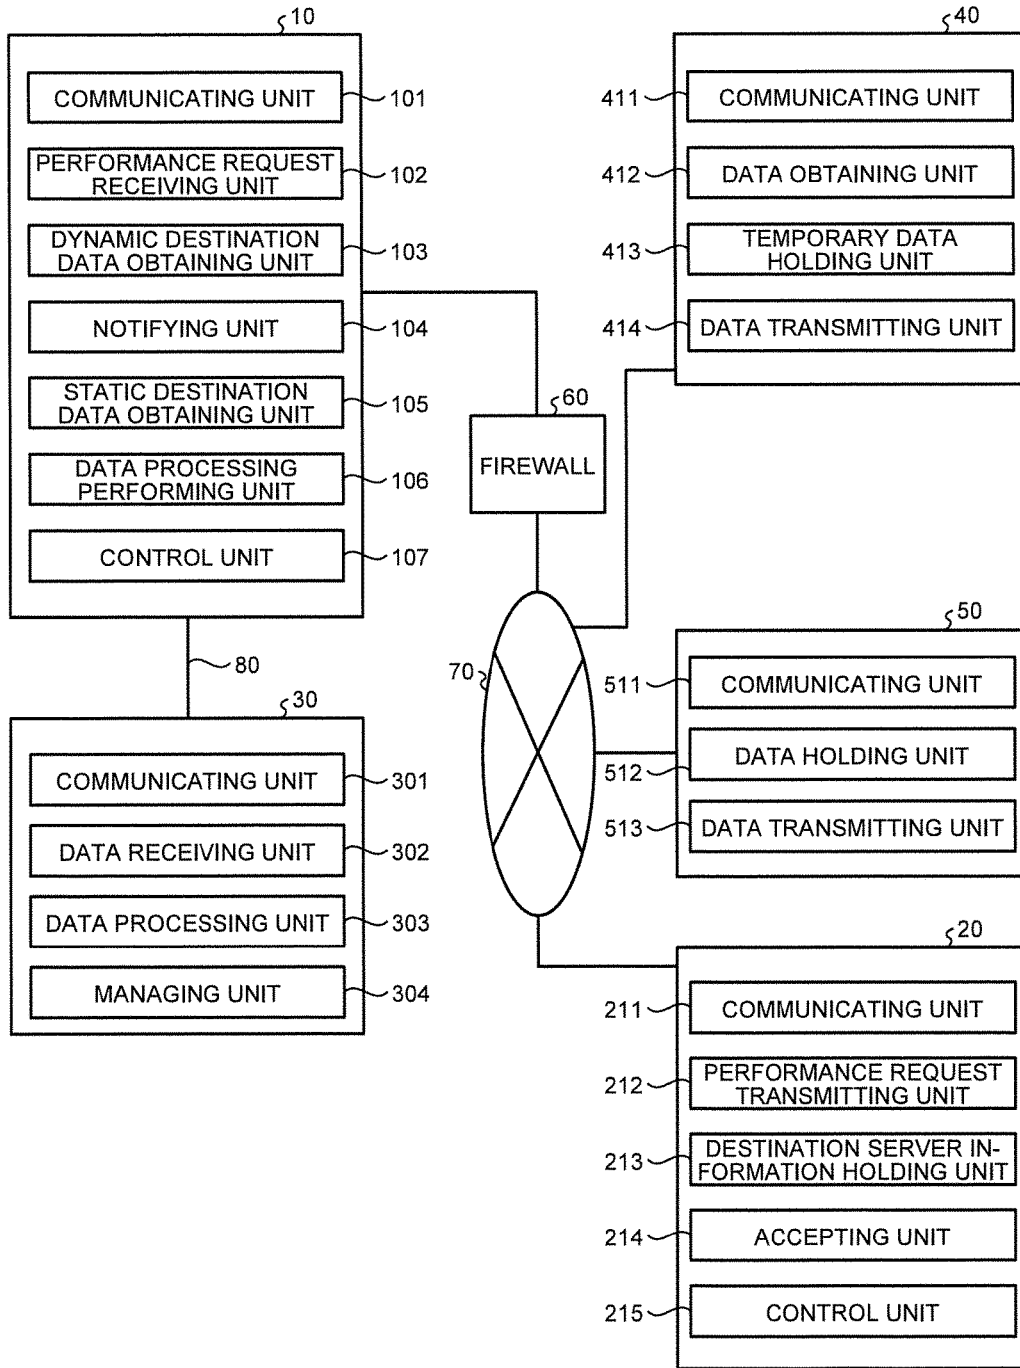 10
COMMUNICATING UNIT
101
PERFORMANCE REQUEST
RECEIVING UNIT
102
DYNAMIC DESTINATION
DATA OBTAINING UNIT
103
NOTIFYING UNIT
104
STATIC DESTINATION
DATA OBTAINING UNIT
105
DATA PROCESSING
PERFORMING UNIT
106
CONTROL UNIT
107
80
30
COMMUNICATING UNIT
301
DATA RECEIVING UNIT
302
DATA PROCESSING UNIT
303
MANAGING UNIT
304
60
FIREWALL
70
40
411
COMMUNICATING UNIT
412
DATA OBTAINING UNIT
413
TEMPORARY DATA
HOLDING UNIT
414
DATA TRANSMITTING UNIT
50
511
COMMUNICATING UNIT
512
DATA HOLDING UNIT
513
DATA TRANSMITTING UNIT
20
211
COMMUNICATING UNIT
212
PERFORMANCE REQUEST
TRANSMITTING UNIT
213
DESTINATION SERVER IN-
FORMATION HOLDING UNIT
214
ACCEPTING UNIT
215
CONTROL UNIT